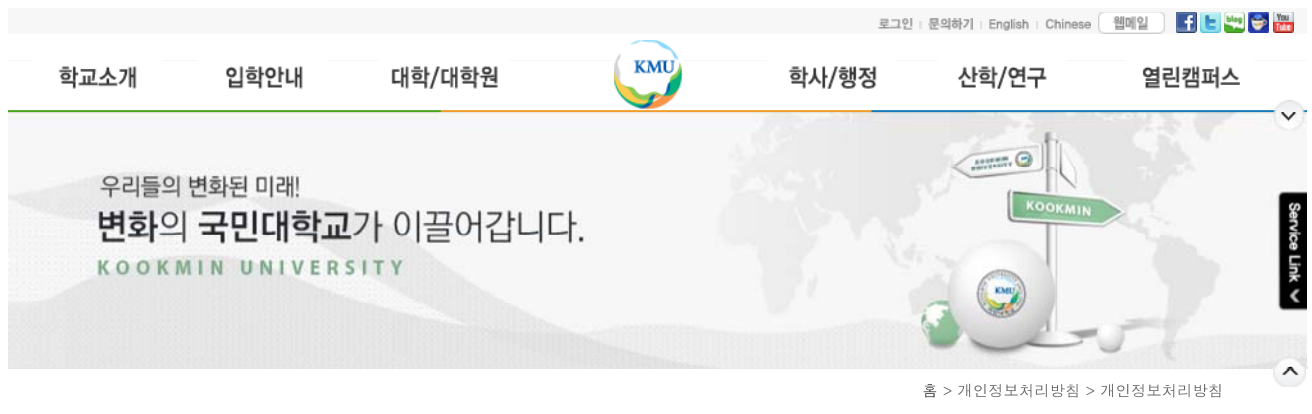 로그인 문의하기 English Chinese 웹메일 f t blog You Tube
학교소개 입학안내 대학/대학원 KMU 학사/행정 산학/연구 열린캠퍼스
우리들의 변화된 미래!
변화의 국민대학교가 이끌어갑니다.
KOOKMIN UNIVERSITY
KOOKMIN
UNIVERSITY
KOOKMIN
KMU
Service Link
홈 > 개인정보처리방침 > 개인정보처리방침